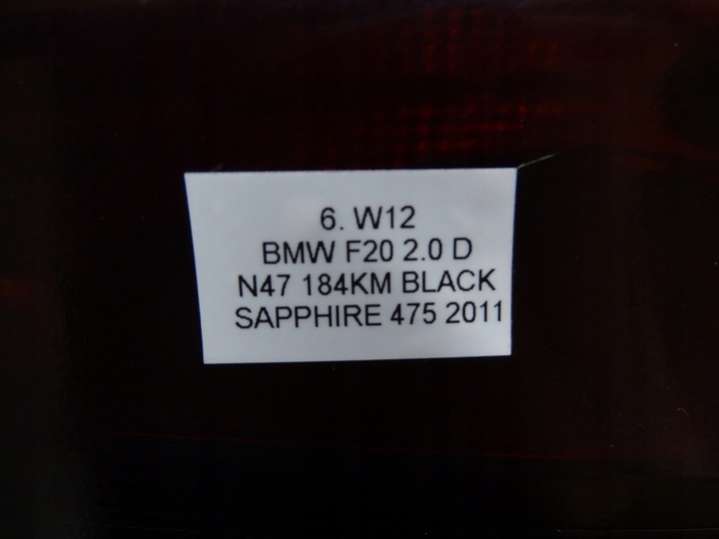 6. W12
BMW F20 2.0 D
N47 184KM BLACK
SAPPHIRE 475 2011